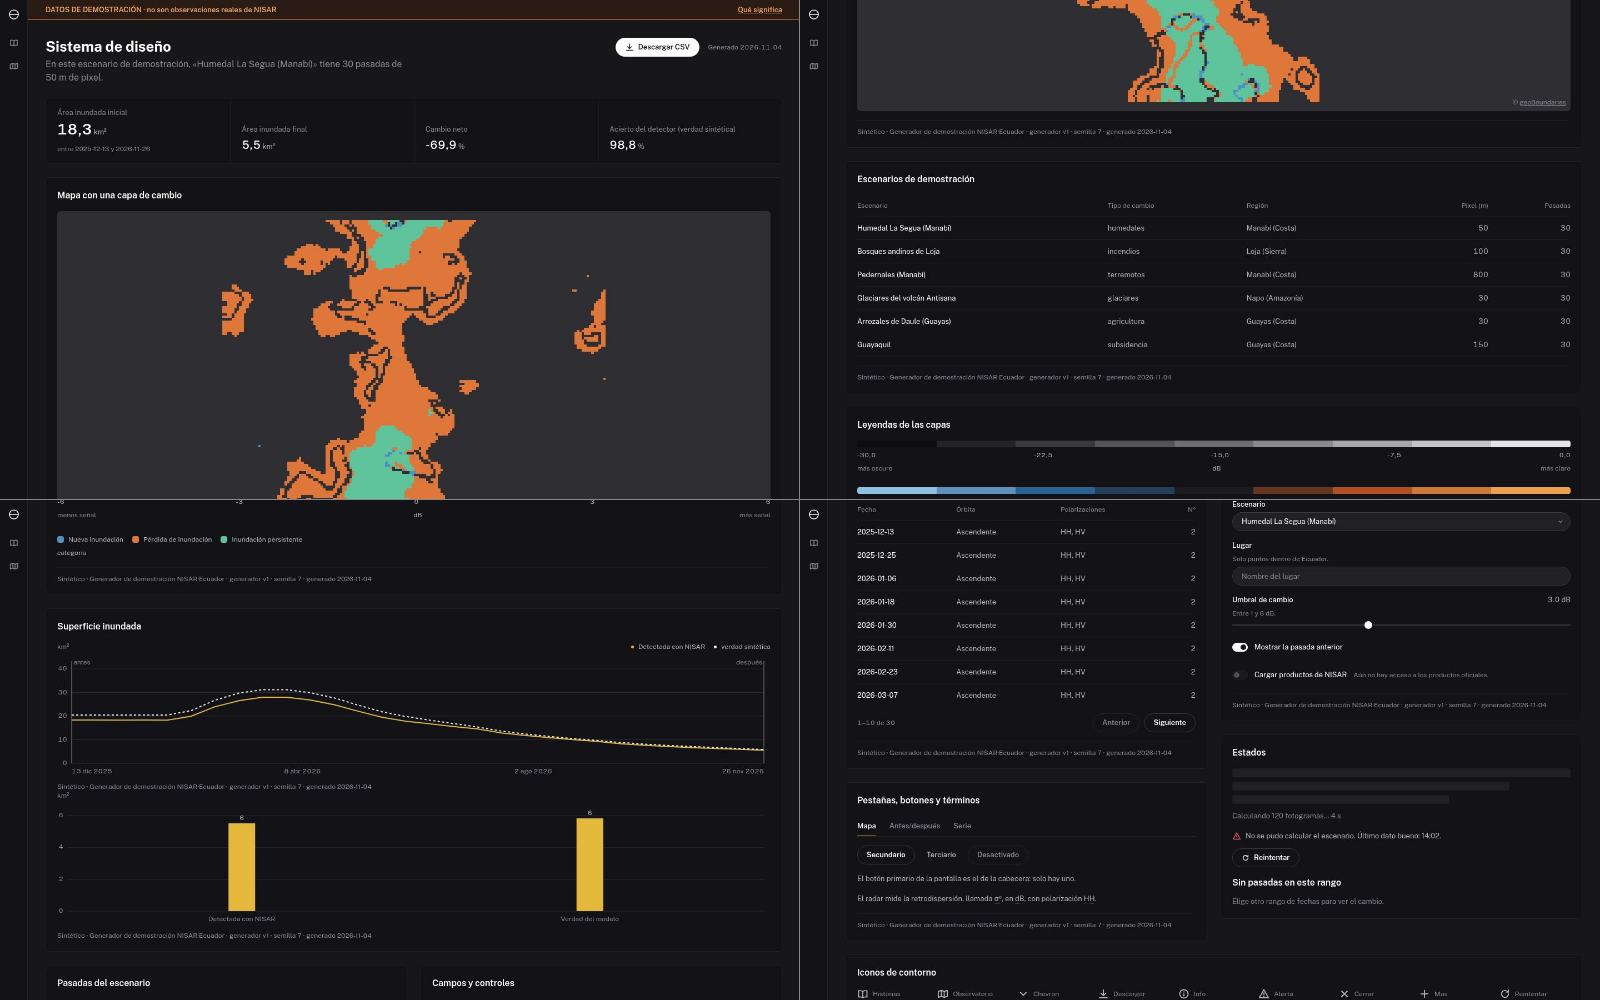 DATOS DE DEMOSTRACIÓN · no son observaciones reales de NISAR
Qué significa
Sistema de diseño
En este escenario de demostración, «Humedal La Segua (Manabí)» tiene 30 pasadas de
50 m de píxel.
Descargar CSV
Generado 2026-11-04
Área inundada inicial
18,3 km²
entre 2025-12-13 y 2026-11-26
Área inundada final
5,5 km²
Cambio neto
-69,9 %
Acierto del detector (verdad sintética)
98,8 %
Mapa con una capa de cambio
© geoBoundaries
Sintético · Generador de demostración NISAR Ecuador · generador v1 · semilla 7 · generado 2026-11-04
Escenarios de demostración
Escenario Tipo de cambio Región Píxel (m) Pasadas
Humedal La Segua (Manabí) humedales Manabí (Costa) 50 30
Bosques andinos de Loja incendios Loja (Sierra) 100 30
Pedernales (Manabí) terremotos Manabí (Costa) 800 30
Glaciares del volcán Antisana glaciares Napo (Amazonía) 30 30
Arrozales de Daule (Guayas) agricultura Guayas (Costa) 30 30
Guayaquil subsidencia Guayas (Costa) 150 30
Sintético · Generador de demostración NISAR Ecuador · generador v1 · semilla 7 · generado 2026-11-04
Leyendas de las capas
-30,0 -22,5 -15,0 -7,5 0,0
más oscuro dB más claro
-6 -3 0 3 6
menos señal dB más señal
Nueva inundación Pérdida de inundación Inundación persistente
categoría
Sintético · Generador de demostración NISAR Ecuador · generador v1 · semilla 7 · generado 2026-11-04
Superficie inundada
km²
Detectada con NISAR verdad sintética
antes después
40
30
20
10
0
13 dic 2025 8 abr 2026 2 ago 2026 26 nov 2026
Sintético · Generador de demostración NISAR Ecuador · generador v1 · semilla 7 · generado 2026-11-04
km²
6 6
6
4
2
0
Detectada con NISAR Verdad del modelo
Sintético · Generador de demostración NISAR Ecuador · generador v1 · semilla 7 · generado 2026-11-04
Pasadas del escenario
Campos y controles
Fecha Órbita Polarizaciones Nº
2025-12-13 Ascendente HH, HV 2
2025-12-25 Ascendente HH, HV 2
2026-01-06 Ascendente HH, HV 2
2026-01-18 Ascendente HH, HV 2
2026-01-30 Ascendente HH, HV 2
2026-02-11 Ascendente HH, HV 2
2026-02-23 Ascendente HH, HV 2
2026-03-07 Ascendente HH, HV 2
1–10 de 30 Anterior Siguiente
Sintético · Generador de demostración NISAR Ecuador · generador v1 · semilla 7 · generado 2026-11-04
Pestañas, botones y términos
Mapa Antes/después Serie
Secundario Terciario Desactivado
El botón primario de la pantalla es el de la cabecera: solo hay uno.
El radar mide la retrodispersión, llamada σ⁰, en dB, con polarización HH.
Sintético · Generador de demostración NISAR Ecuador · generador v1 · semilla 7 · generado 2026-11-04
Escenario
Humedal La Segua (Manabí)
Lugar
Solo puntos dentro de Ecuador.
Nombre del lugar
Umbral de cambio 3.0 dB
Entre 1 y 6 dB.
Mostrar la pasada anterior
Cargar productos de NISAR Aún no hay acceso a los productos oficiales.
Sintético · Generador de demostración NISAR Ecuador · generador v1 · semilla 7 · generado 2026-11-04
Estados
Calculando 120 fotogramas… 4 s
No se pudo calcular el escenario. Último dato bueno: 14:02.
Reintentar
Sin pasadas en este rango
Elige otro rango de fechas para ver el cambio.
Iconos de contorno
Historias Observatorio Chevron Descargar Info Alerta Cerrar Mas Reintentar